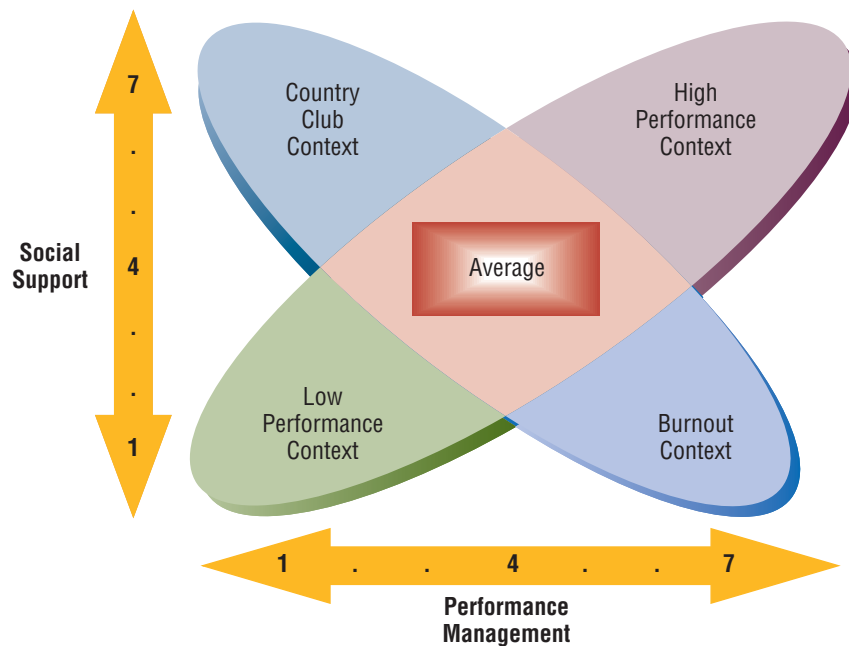 7
.
.
4
.
.
1
Social
Support
Country
Club
Context
High
Performance
Context
Average
Low
Performance
Context
Burnout
Context
1 . . 4 . . 7
Performance
Management